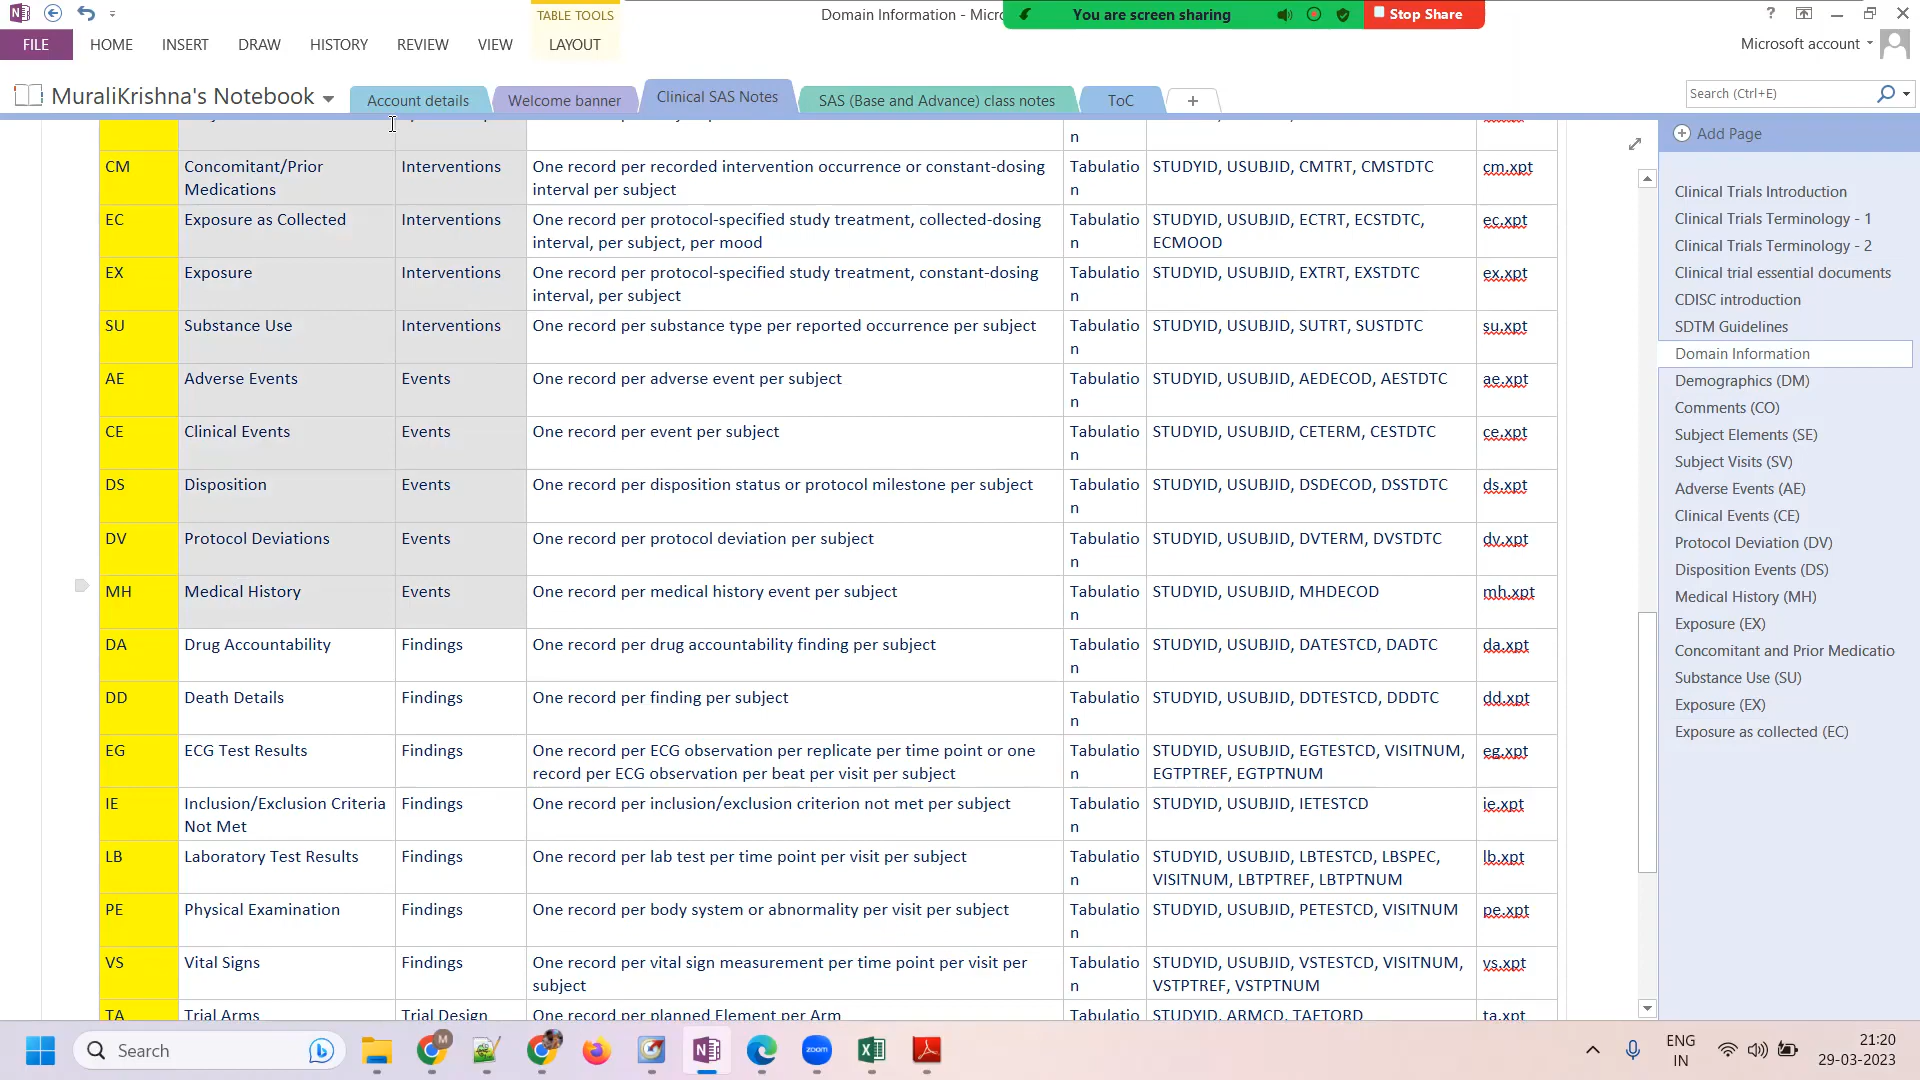 Domain Information - Micro
You are screen sharing
Stop Share
TABLE TOOLS
FILE HOME INSERT DRAW HISTORY REVIEW VIEW LAYOUT
Microsoft account
MuraliKrishna's Notebook
Account details
Welcome banner
Clinical SAS Notes
SAS (Base and Advance) class notes
ToC
Search (Ctrl+E)
n
CM Concomitant/Prior Interventions One record per recorded intervention occurrence or constant-dosing Tabulatio STUDYID, USUBJID, CMTRT, CMSTDTC cm.xpt
Medications interval per subject n
EC Exposure as Collected Interventions One record per protocol-specified study treatment, collected-dosing Tabulatio STUDYID, USUBJID, ECTRT, ECSTDTC, ec.xpt
interval, per subject, per mood n ECMOOD
EX Exposure Interventions One record per protocol-specified study treatment, constant-dosing Tabulatio STUDYID, USUBJID, EXTRT, EXSTDTC ex.xpt
interval, per subject n
SU Substance Use Interventions One record per substance type per reported occurrence per subject Tabulatio STUDYID, USUBJID, SUTRT, SUSTDTC su.xpt
n
AE Adverse Events Events One record per adverse event per subject Tabulatio STUDYID, USUBJID, AEDECOD, AESTDTC ae.xpt
n
CE Clinical Events Events One record per event per subject Tabulatio STUDYID, USUBJID, CETERM, CESTDTC ce.xpt
n
DS Disposition Events One record per disposition status or protocol milestone per subject Tabulatio STUDYID, USUBJID, DSDECOD, DSSTDTC ds.xpt
n
DV Protocol Deviations Events One record per protocol deviation per subject Tabulatio STUDYID, USUBJID, DVTERM, DVSTDTC dv.xpt
n
MH Medical History Events One record per medical history event per subject Tabulatio STUDYID, USUBJID, MHDECOD mh.xpt
n
DA Drug Accountability Findings One record per drug accountability finding per subject Tabulatio STUDYID, USUBJID, DATESTCD, DADTC da.xpt
n
DD Death Details Findings One record per finding per subject Tabulatio STUDYID, USUBJID, DDTESTCD, DDDTC dd.xpt
n
EG ECG Test Results Findings One record per ECG observation per replicate per time point or one Tabulatio STUDYID, USUBJID, EGTESTCD, VISITNUM, eg.xpt
record per ECG observation per beat per visit per subject n EGTPTREF, EGTPTNUM
IE Inclusion/Exclusion Criteria Findings One record per inclusion/exclusion criterion not met per subject Tabulatio STUDYID, USUBJID, IETESTCD ie.xpt
Not Met n
LB Laboratory Test Results Findings One record per lab test per time point per visit per subject Tabulatio STUDYID, USUBJID, LBTESTCD, LBSPEC, lb.xpt
n VISITNUM, LBTPTREF, LBTPTNUM
PE Physical Examination Findings One record per body system or abnormality per visit per subject Tabulatio STUDYID, USUBJID, PETESTCD, VISITNUM pe.xpt
n
VS Vital Signs Findings One record per vital sign measurement per time point per visit per Tabulatio STUDYID, USUBJID, VSTESTCD, VISITNUM, vs.xpt
subject n VSTPTREF, VSTPTNUM
TA Trial Arms Trial Design One record per planned Element per Arm Tabulatio STUDYID, ARMCD, TAETORD ta.xpt
Add Page
Clinical Trials Introduction
Clinical Trials Terminology - 1
Clinical Trials Terminology - 2
Clinical trial essential documents
CDISC introduction
SDTM Guidelines
Domain Information
Demographics (DM)
Comments (CO)
Subject Elements (SE)
Subject Visits (SV)
Adverse Events (AE)
Clinical Events (CE)
Protocol Deviation (DV)
Disposition Events (DS)
Medical History (MH)
Exposure (EX)
Concomitant and Prior Medicatio
Substance Use (SU)
Exposure (EX)
Exposure as collected (EC)
Search
zoom
ENG
IN
21:20
29-03-2023